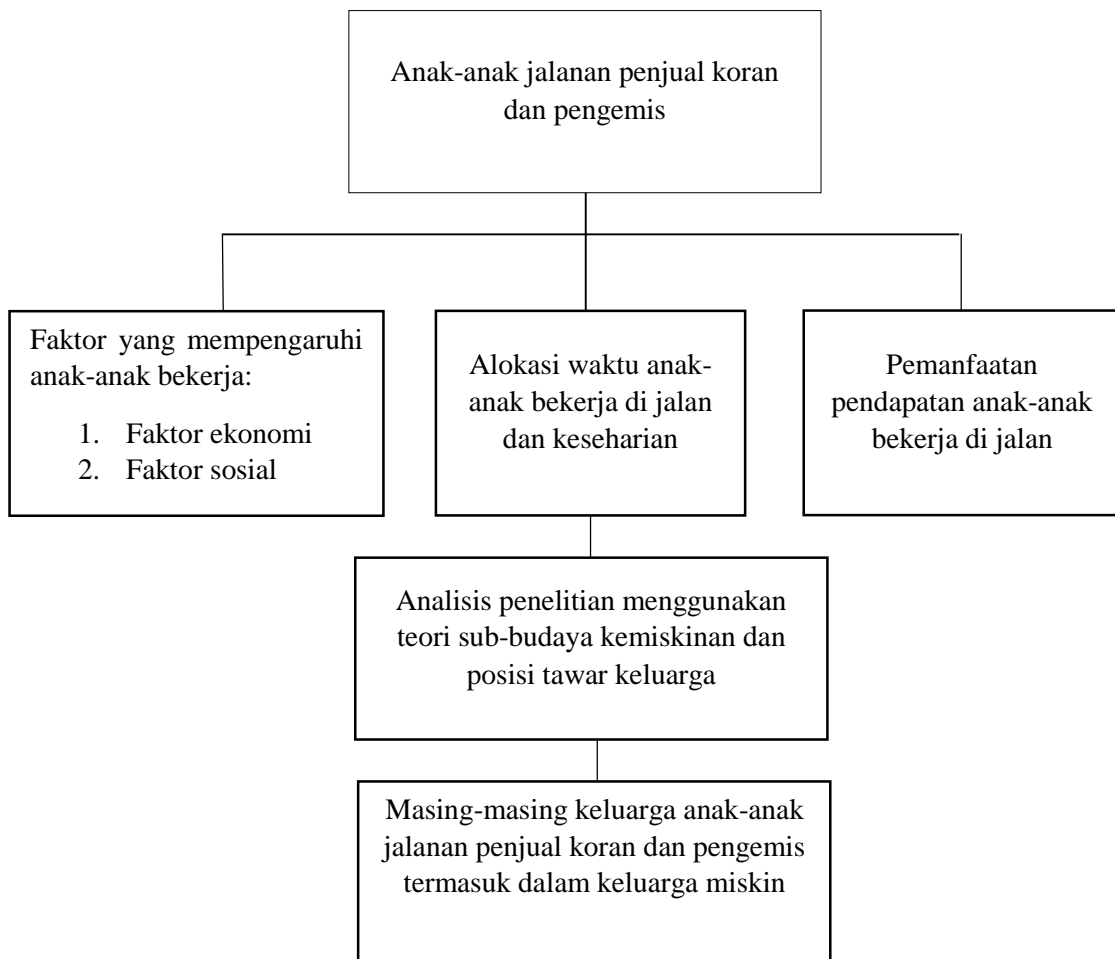 Anak-anak jalanan penjual koran
dan pengemis
Faktor yang mempengaruhi
anak-anak bekerja:
1. Faktor ekonomi
2. Faktor sosial
Alokasi waktu anak-
anak bekerja di jalan
dan keseharian
Pemanfaatan
pendapatan anak-anak
bekerja di jalan
Analisis penelitian menggunakan
teori sub-budaya kemiskinan dan
posisi tawar keluarga
Masing-masing keluarga anak-anak
jalanan penjual koran dan pengemis
termasuk dalam keluarga miskin